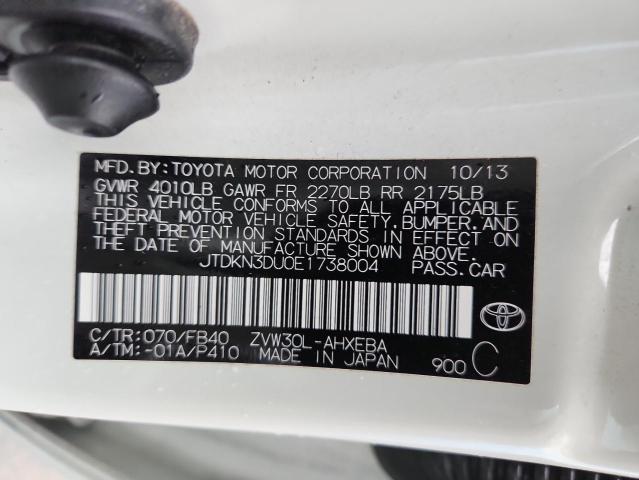 MFD. BY: TOYOTA MOTOR CORPORATION 10/13
GVWR 4010LB GAWR FR 2270LB RR 2175LB
THIS VEHICLE CONFORMS TO ALL APPLICABLE
FEDERAL MOTOR VEHICLE SAFETY, BUMPER, AND
THEFT PREVENTION STANDARDS IN EFFECT ON
THE DATE OF MANUFACTURE SHOWN ABOVE.
JTDKN3DU0E1738004 PASS. CAR
C/TR: 070/FB40 ZVW30L-AHXEBA
A/TM: -01A/P410 MADE IN JAPAN 900 C